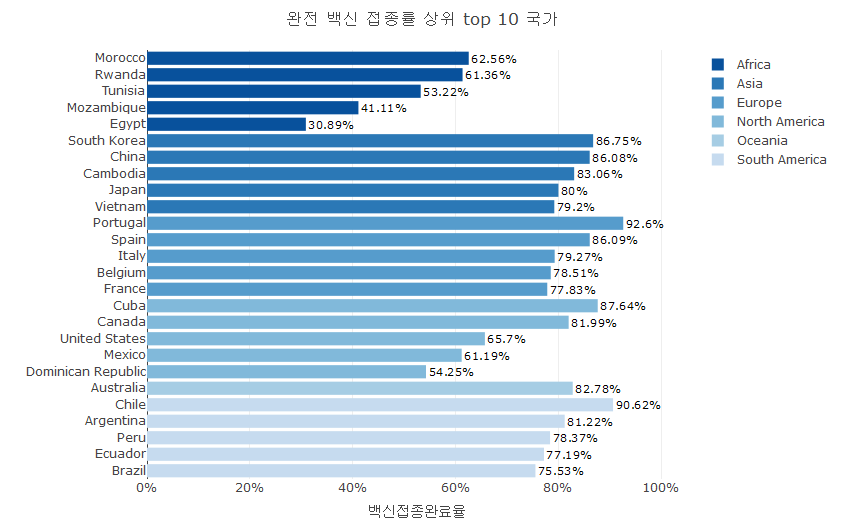 완전 백신 접종률 상위 top 10 국가
Morocco 62.56%
Rwanda 61.36%
Tunisia 53.22%
Mozambique 41.11%
Egypt 30.89%
South Korea 86.75%
China 86.08%
Cambodia 83.06%
Japan 80%
Vietnam 79.2%
Portugal 92.6%
Spain 86.09%
Italy 79.27%
Belgium 78.51%
France 77.83%
Cuba 87.64%
Canada 81.99%
United States 65.7%
Mexico 61.19%
Dominican Republic 54.25%
Australia 82.78%
Chile 90.62%
Argentina 81.22%
Peru 78.37%
Ecuador 77.19%
Brazil 75.53%
0% 20% 40% 60% 80% 100%
백신접종완료율
Africa
Asia
Europe
North America
Oceania
South America